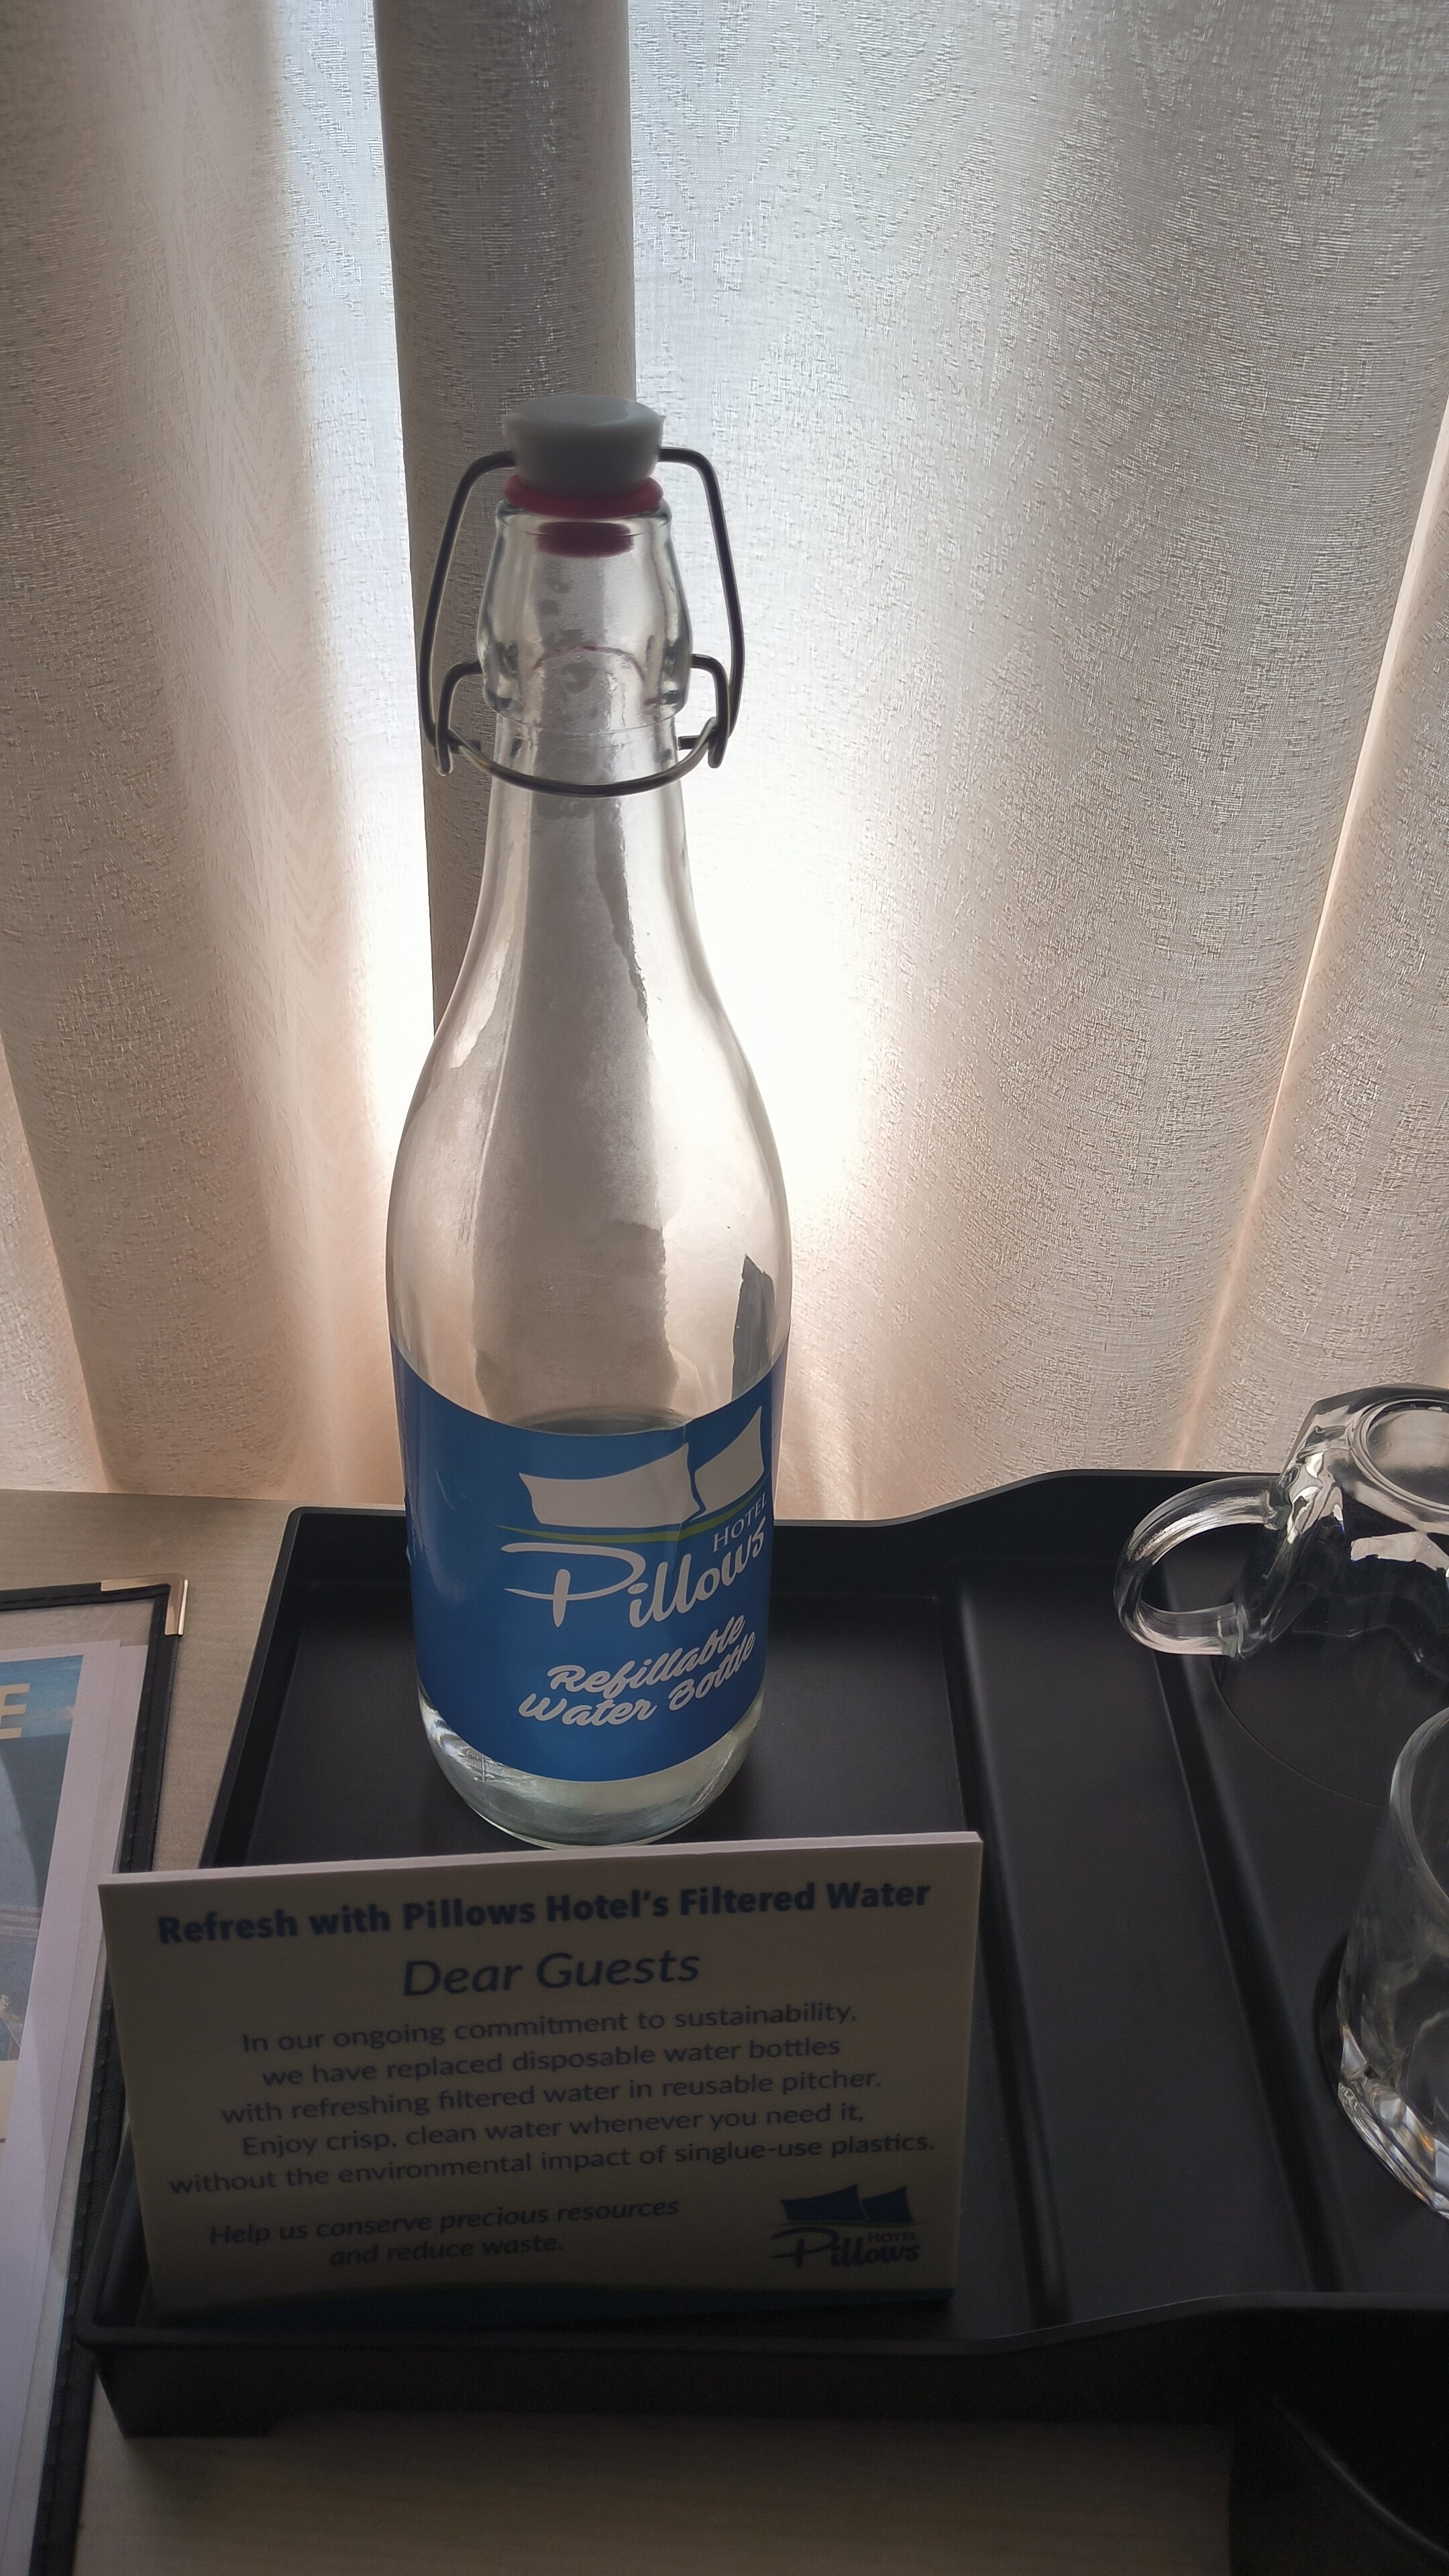 HOTEL
Pillows
Refillable
Water Bottle
E
Refresh with Pillows Hotel's Filtered Water
Dear Guests
In our ongoing commitment to sustainability,
we have replaced disposable water bottles
with refreshing filtered water in reusable pitcher.
Enjoy crisp, clean water whenever you need it,
without the environmental impact of singlue-use plastics.
Help us conserve precious resources
and reduce waste.
HOTEL
Pillows